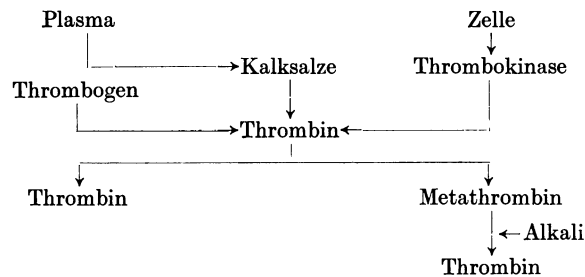 Plasma Zelle
Kalksalze Thrombokinase
Thrombogen
Thrombin
Thrombin Metathrombin
Alkali
Thrombin